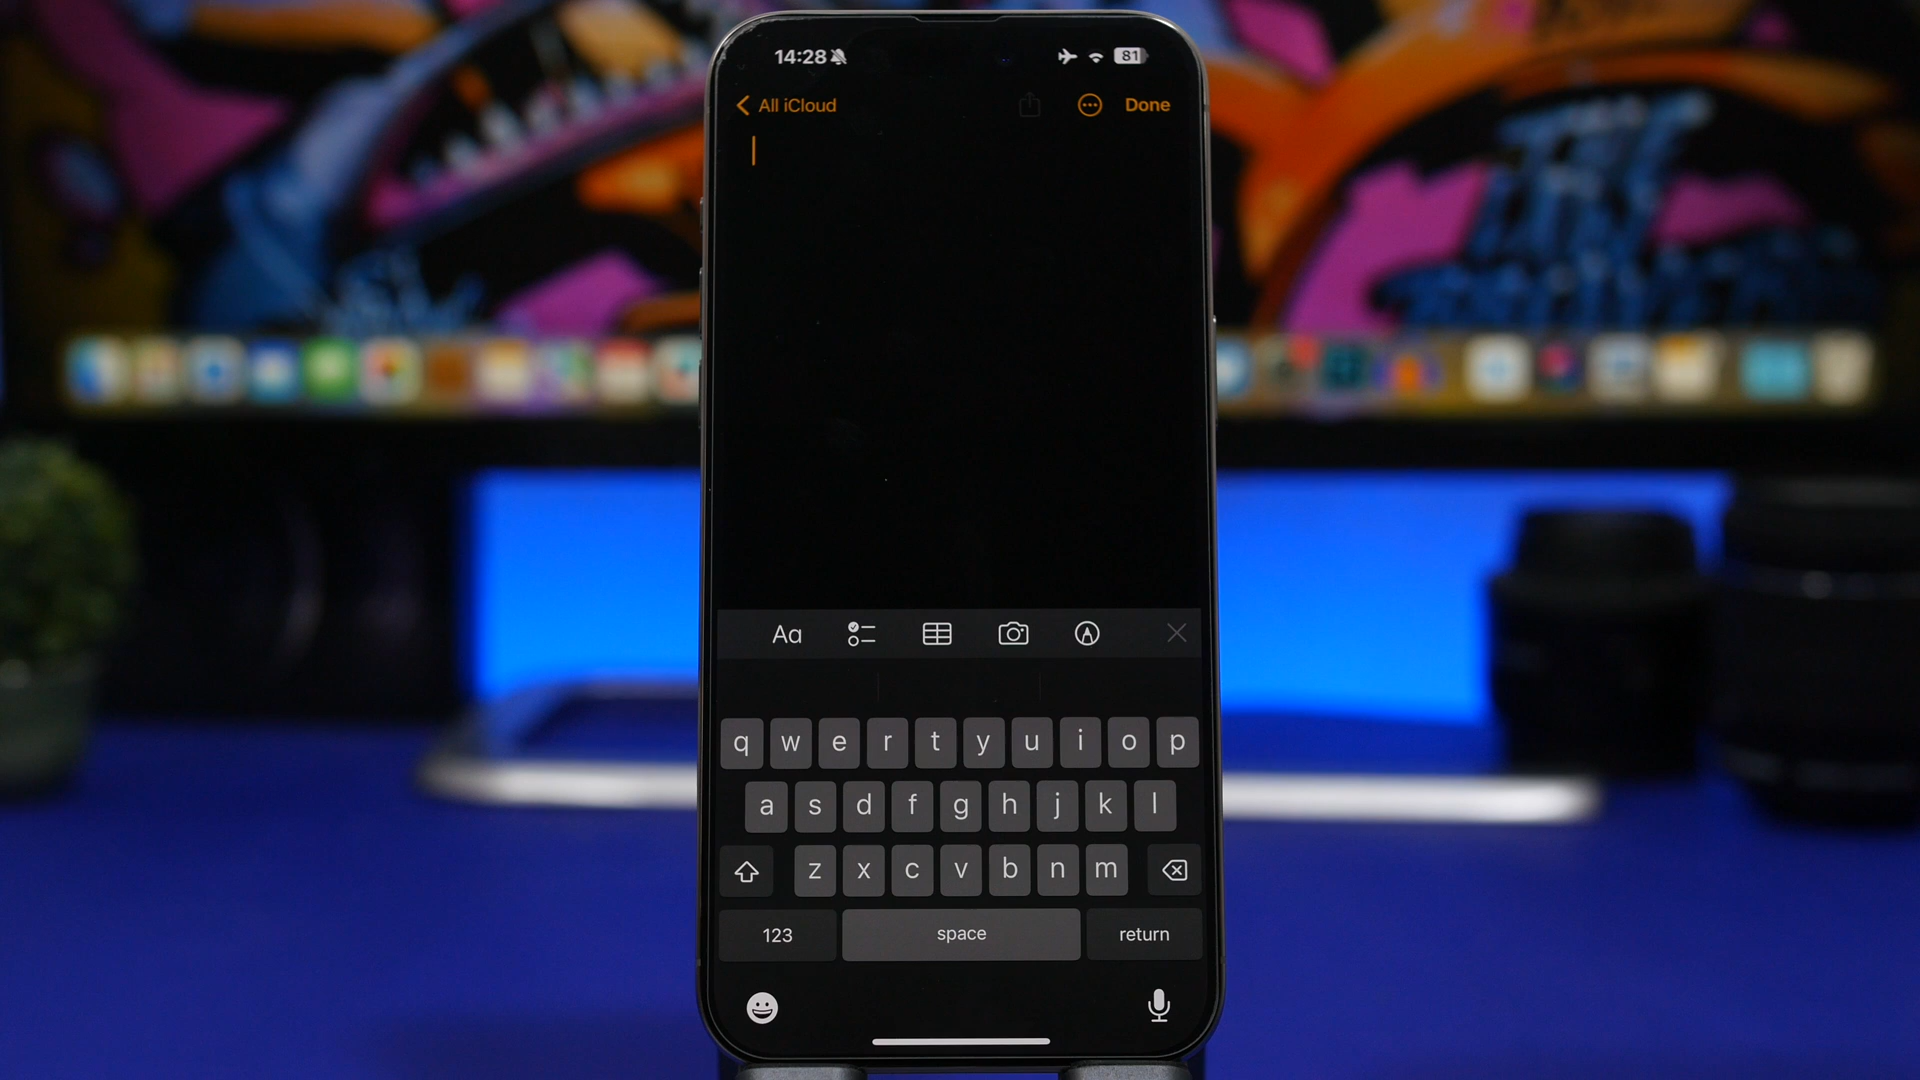 14:28 81
All iCloud Done
Aa
q w e r t y u i o p
a s d f g h j k l
z x c v b n m
123 space return